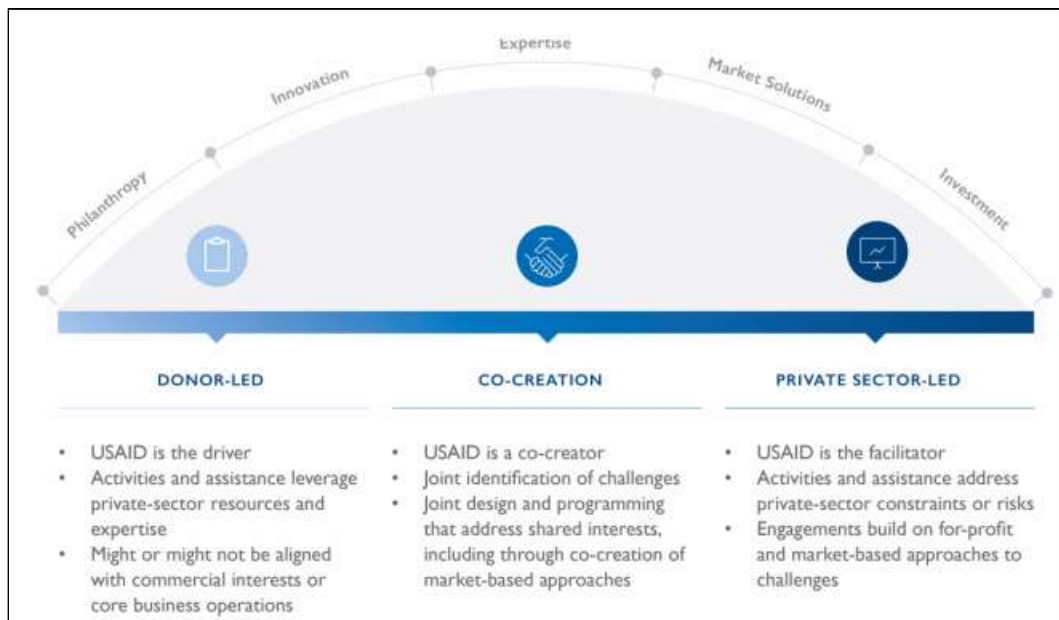 Expertise
Innovation
Market Solutions
Philanthropy
Investment
DONOR-LED
• USAID is the driver
• Activities and assistance leverage
private-sector resources and
expertise
• Might or might not be aligned
with commercial interests or
core business operations
CO-CREATION
• USAID is a co-creator
• Joint identification of challenges
• Joint design and programming
that address shared interests,
including through co-creation of
market-based approaches
PRIVATE SECTOR-LED
• USAID is the facilitator
• Activities and assistance address
private-sector constraints or risks
• Engagements build on for-profit
and market-based approaches to
challenges